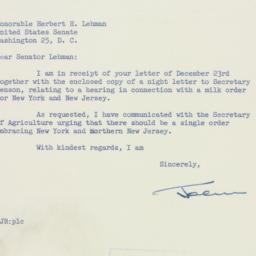 onorable Herbert H. Lehman
nited States Senate
ashington 25, D. C.
ear Senator Lehman:
I am in receipt of your letter of December 23rd
ogether with the enclosed copy of a night letter to Secretary
enson, relating to a hearing in connection with a milk order
or New York and New Jersey.
As requested, I have communicated with the Secretary
f Agriculture urging that there should be a single order
mbracing New York and Northern New Jersey.
With kindest regards, I am
Sincerely,
JR:plc